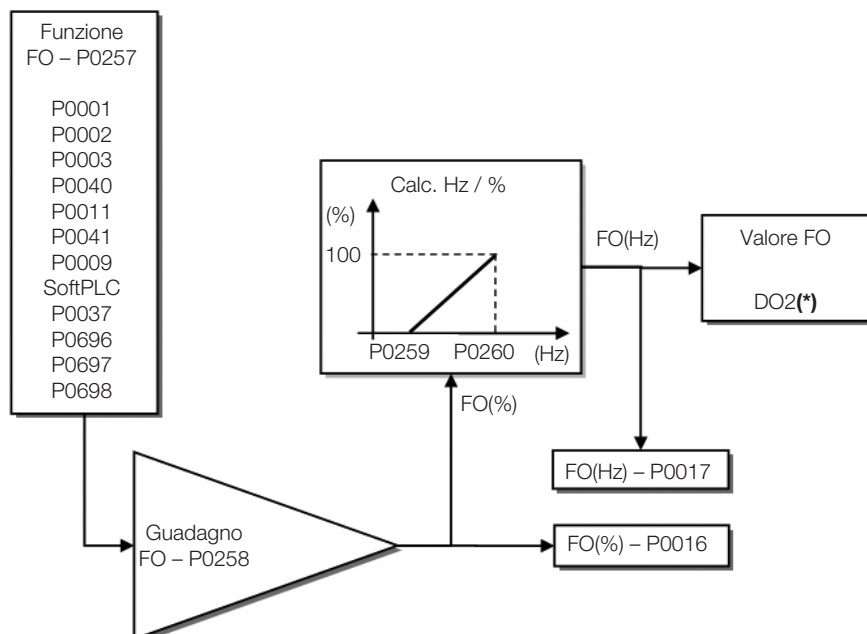 Funzione
FO – P0257
P0001
P0002
P0003
P0040
P0011
P0041
P0009
SoftPLC
P0037
P0696
P0697
P0698
Guadagno
FO – P0258
Calc. Hz / %
(%)
100
P0259 P0260 (Hz)
FO(%)
FO(Hz)
Valore FO
DO2(*)
FO(Hz) – P0017
FO(%) – P0016